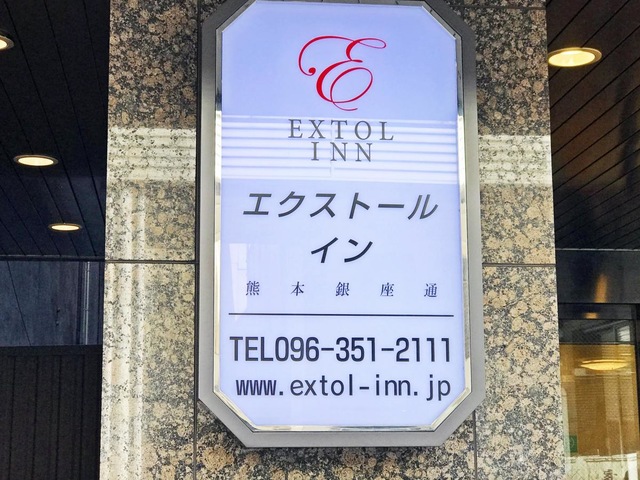 E
EXTOL
INN
エクストール
イン
熊本銀座通
TEL096-351-2111
www.extol-inn.jp